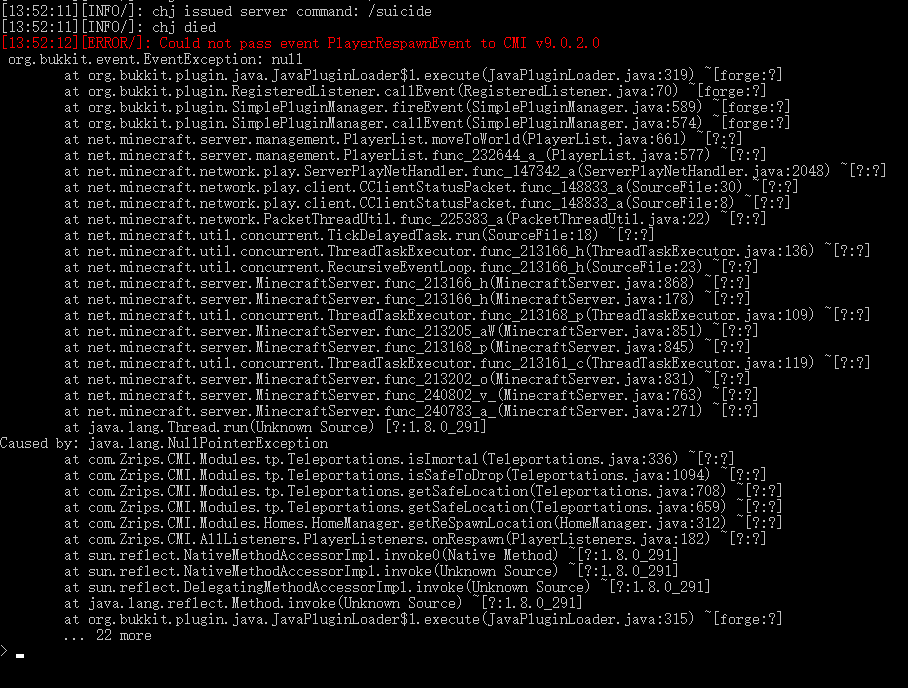 [13:52:11][INFO/]: chj issued server command: /suicide
[13:52:11][INFO/]: chj died
[13:52:12][ERROR/]: Could not pass event PlayerRespawnEvent to CMI v9.0.2.0
org.bukkit.event.EventException: null
at org.bukkit.plugin.java.JavaPluginLoader$1.execute(JavaPluginLoader.java:319) ~[forge:?]
at org.bukkit.plugin.RegisteredListener.callEvent(RegisteredListener.java:70) ~[forge:?]
at org.bukkit.plugin.SimplePluginManager.fireEvent(SimplePluginManager.java:589) ~[forge:?]
at org.bukkit.plugin.SimplePluginManager.callEvent(SimplePluginManager.java:574) ~[forge:?]
at net.minecraft.server.management.PlayerList.moveToWorld(PlayerList.java:661) ~[?:?]
at net.minecraft.server.management.PlayerList.func_232644_a_(PlayerList.java:577) ~[?:?]
at net.minecraft.network.play.ServerPlayNetHandler.func_147342_a(ServerPlayNetHandler.java:2048) ~[?:?]
at net.minecraft.network.play.client.CClientStatusPacket.func_148833_a(SourceFile:30) ~[?:?]
at net.minecraft.network.play.client.CClientStatusPacket.func_148833_a(SourceFile:8) ~[?:?]
at net.minecraft.network.PacketThreadUtil.func_225383_a(PacketThreadUtil.java:22) ~[?:?]
at net.minecraft.util.concurrent.TickDelayedTask.run(SourceFile:18) ~[?:?]
at net.minecraft.util.concurrent.ThreadTaskExecutor.func_213166_h(ThreadTaskExecutor.java:136) ~[?:?]
at net.minecraft.util.concurrent.RecursiveEventLoop.func_213166_h(SourceFile:23) ~[?:?]
at net.minecraft.server.MinecraftServer.func_213166_h(MinecraftServer.java:868) ~[?:?]
at net.minecraft.server.MinecraftServer.func_213166_h(MinecraftServer.java:178) ~[?:?]
at net.minecraft.util.concurrent.ThreadTaskExecutor.func_213168_p(ThreadTaskExecutor.java:109) ~[?:?]
at net.minecraft.server.MinecraftServer.func_213205_aW(MinecraftServer.java:851) ~[?:?]
at net.minecraft.server.MinecraftServer.func_213168_p(MinecraftServer.java:845) ~[?:?]
at net.minecraft.util.concurrent.ThreadTaskExecutor.func_213161_c(ThreadTaskExecutor.java:119) ~[?:?]
at net.minecraft.server.MinecraftServer.func_213202_o(MinecraftServer.java:831) ~[?:?]
at net.minecraft.server.MinecraftServer.func_240802_v_(MinecraftServer.java:763) ~[?:?]
at net.minecraft.server.MinecraftServer.func_240783_a_(MinecraftServer.java:271) ~[?:?]
at java.lang.Thread.run(Unknown Source) [?:1.8.0_291]
Caused by: java.lang.NullPointerException
at com.Zrips.CMI.Modules.tp.Teleportations.isImortal(Teleportations.java:336) ~[?:?]
at com.Zrips.CMI.Modules.tp.Teleportations.isSafeToDrop(Teleportations.java:1094) ~[?:?]
at com.Zrips.CMI.Modules.tp.Teleportations.getSafeLocation(Teleportations.java:708) ~[?:?]
at com.Zrips.CMI.Modules.tp.Teleportations.getSafeLocation(Teleportations.java:659) ~[?:?]
at com.Zrips.CMI.Modules.Homes.HomeManager.getReSpawnLocation(HomeManager.java:312) ~[?:?]
at com.Zrips.CMI.AllListeners.PlayerListeners.onRespawn(PlayerListeners.java:182) ~[?:?]
at sun.reflect.NativeMethodAccessorImpl.invoke0(Native Method) ~[?:1.8.0_291]
at sun.reflect.NativeMethodAccessorImpl.invoke(Unknown Source) ~[?:1.8.0_291]
at sun.reflect.DelegatingMethodAccessorImpl.invoke(Unknown Source) ~[?:1.8.0_291]
at java.lang.reflect.Method.invoke(Unknown Source) ~[?:1.8.0_291]
at org.bukkit.plugin.java.JavaPluginLoader$1.execute(JavaPluginLoader.java:315) ~[forge:?]
... 22 more
>